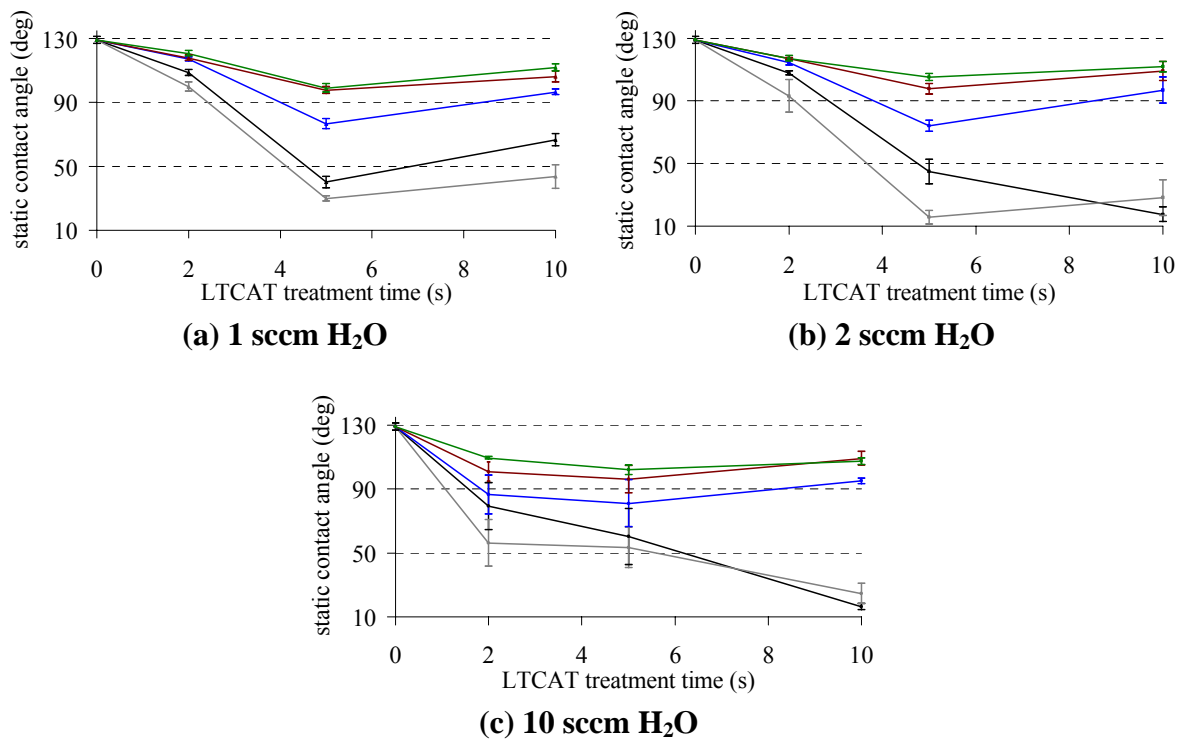 static contact angle (deg)
130
90
50
10
0 2 4 6 8 10
LTCAT treatment time (s)
(a) 1 sccm H₂O
static contact angle (deg)
130
90
50
10
0 2 4 6 8 10
LTCAT treatment time (s)
(b) 2 sccm H₂O
static contact angle (deg)
130
90
50
10
0 2 4 6 8 10
LTCAT treatment time (s)
(c) 10 sccm H₂O